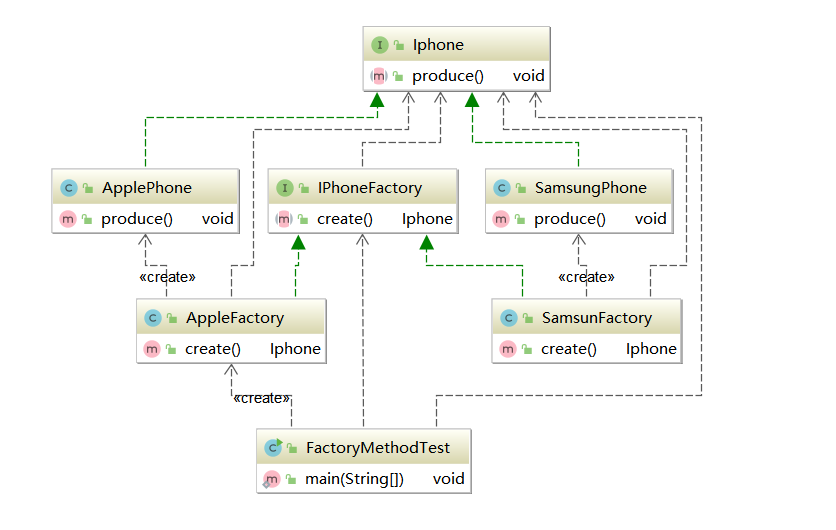 I Iphone
m produce() void
C ApplePhone
m produce() void
I IPhoneFactory
m create() Iphone
C SamsungPhone
m produce() void
«create»
«create»
C AppleFactory
m create() Iphone
C SamsunFactory
m create() Iphone
«create»
C FactoryMethodTest
m main(String[]) void